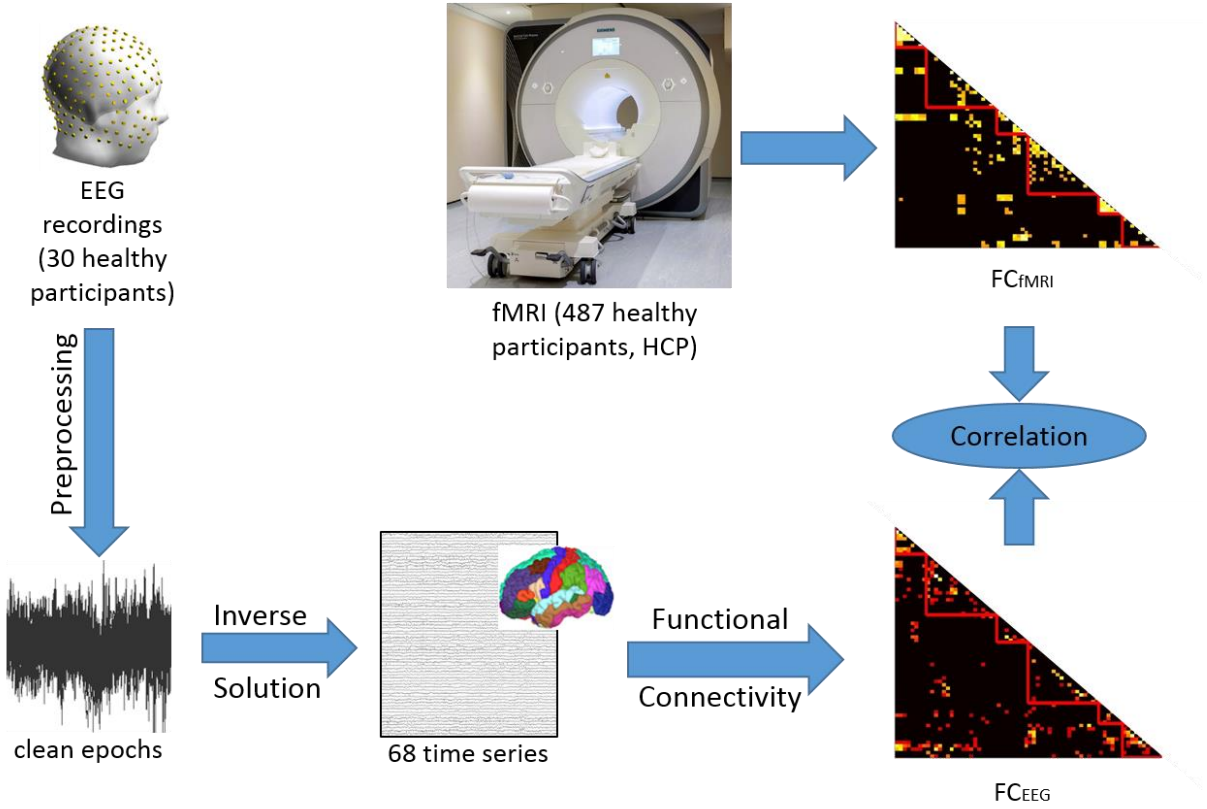 EEG
recordings
(30 healthy
participants)
SIEMENS
fMRI (487 healthy
participants, HCP)
FCfMRI
Preprocessing
Correlation
clean epochs
Inverse
Solution
68 time series
Functional
Connectivity
FCEEG